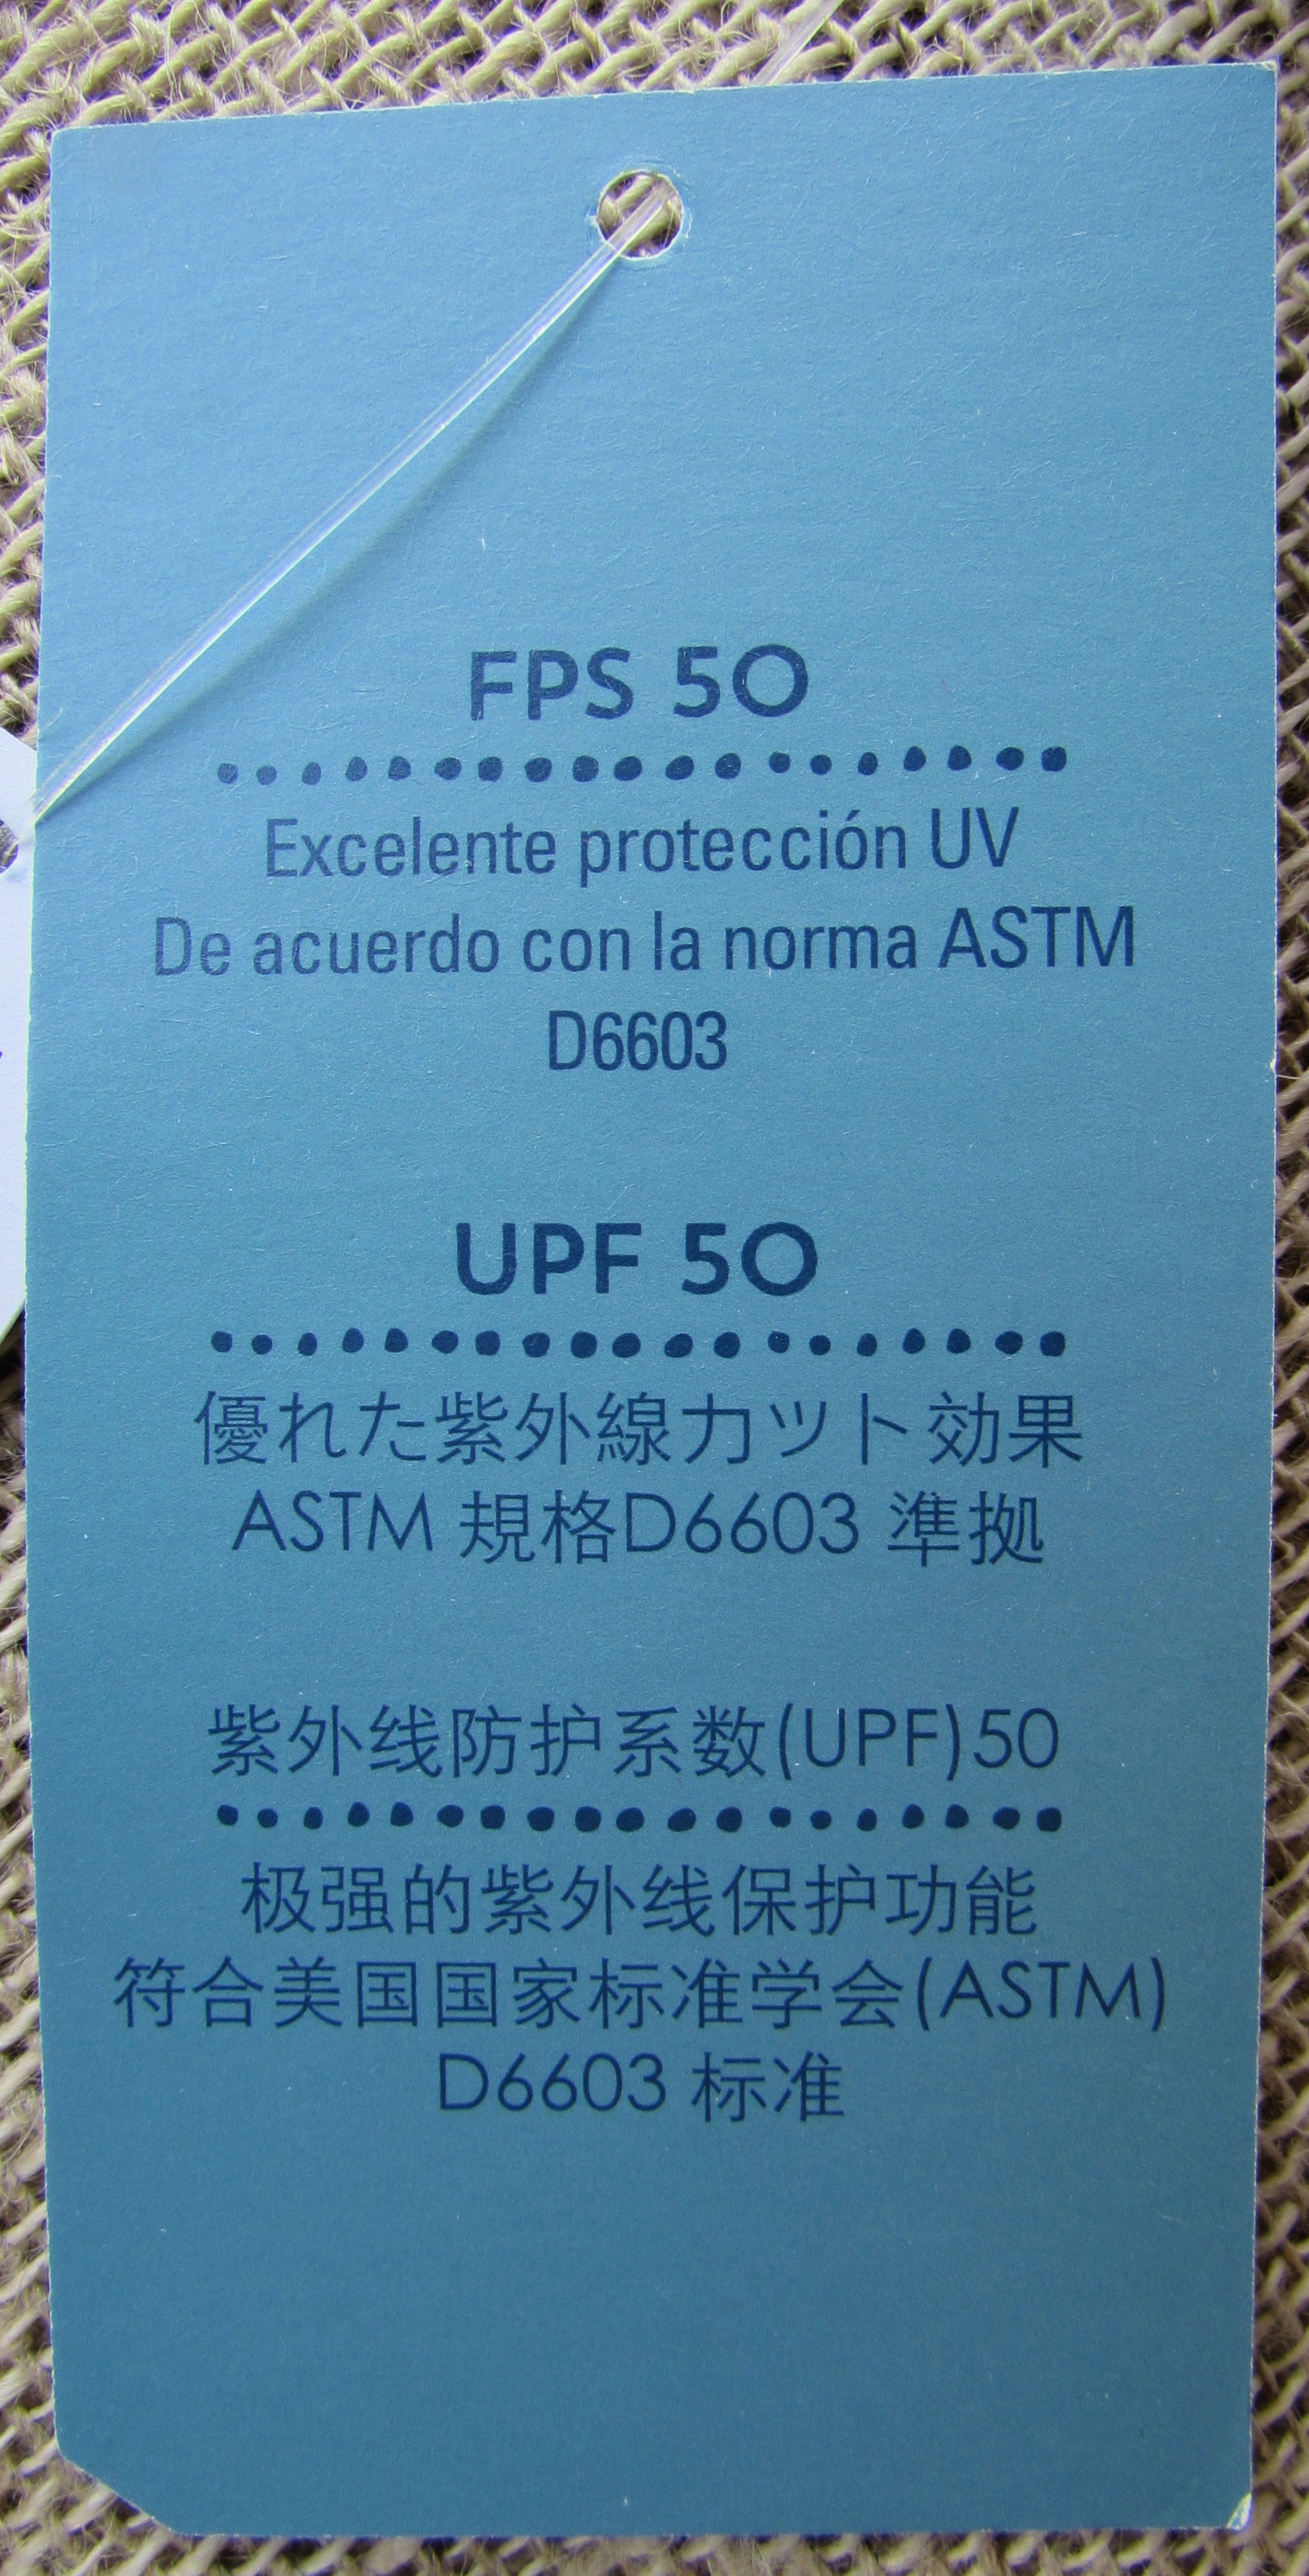 FPS 50
Excelente protección UV
De acuerdo con la norma ASTM
D6603
UPF 50
優れた紫外線カット効果
ASTM 規格D6603 準拠
紫外线防护系数(UPF)50
极强的紫外线保护功能
符合美国国家标准学会(ASTM)
D6603 标准